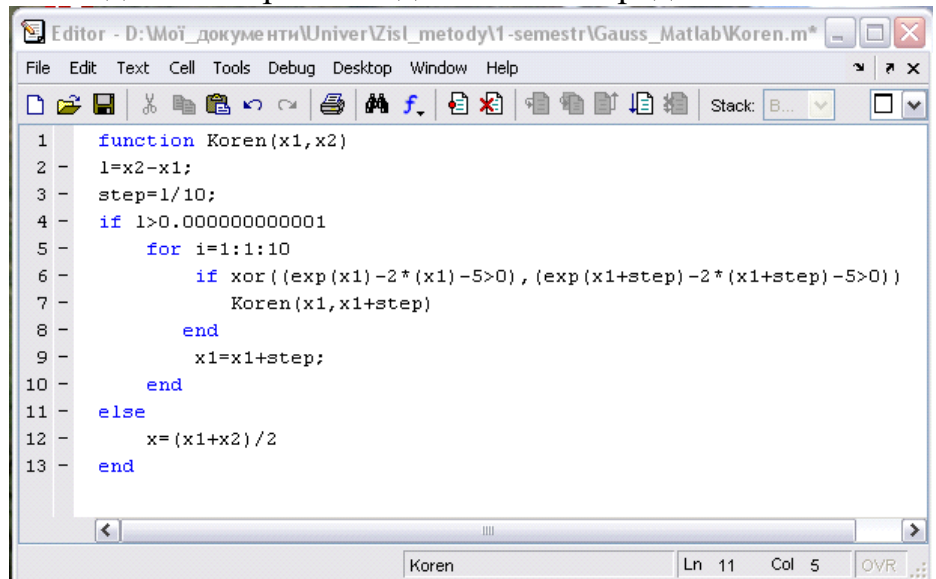 Editor - D:\Мої_документи\Univer\Zisl_metody\1-semestr\Gauss_Matlab\Koren.m*
File Edit Text Cell Tools Debug Desktop Window Help
Stack: B...
1 function Koren(x1,x2)
2 - l=x2-x1;
3 - step=l/10;
4 - if l>0.000000000001
5 - for i=1:1:10
6 - if xor((exp(x1)-2*(x1)-5>0),(exp(x1+step)-2*(x1+step)-5>0))
7 - Koren(x1,x1+step)
8 - end
9 - x1=x1+step;
10 - end
11 - else
12 - x=(x1+x2)/2
13 - end
Koren Ln 11 Col 5 OVR